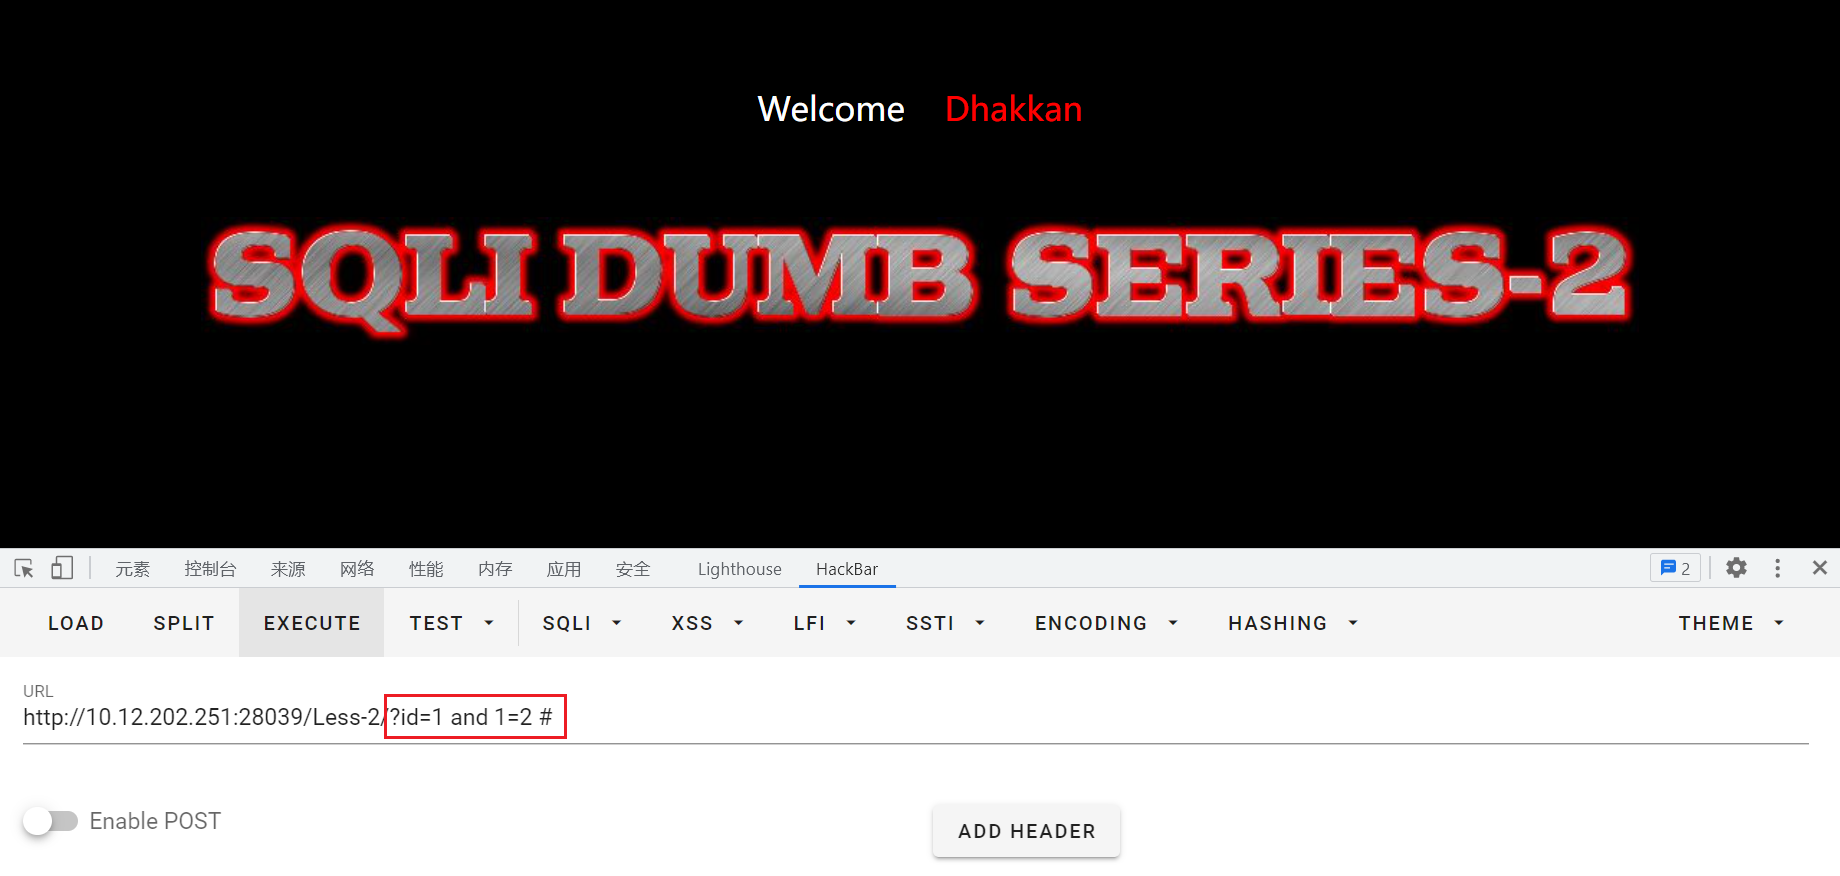 Welcome Dhakkan
SQLI DUMB SERIES-2
元素 控制台 来源 网络 性能 内存 应用 安全 Lighthouse HackBar 2
LOAD SPLIT EXECUTE TEST SQLI XSS LFI SSTI ENCODING HASHING THEME
URL
http://10.12.202.251:28039/Less-2/?id=1 and 1=2 #
Enable POST ADD HEADER